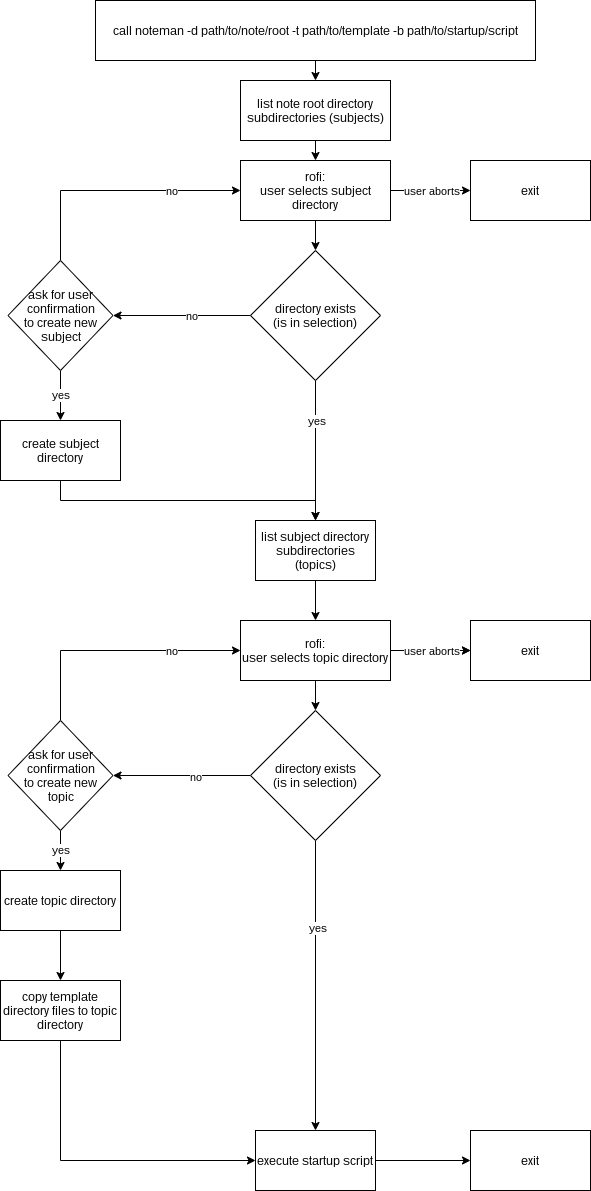 call noteman -d path/to/note/root -t path/to/template -b path/to/startup/script
list note root directory
subdirectories (subjects)
rofi:
user selects subject
directory
user aborts
exit
no
ask for user
confirmation
to create new
subject
no
directory exists
(is in selection)
yes
yes
create subject
directory
list subject directory
subdirectories
(topics)
rofi:
user selects topic directory
user aborts
exit
no
ask for user
confirmation
to create new
topic
no
directory exists
(is in selection)
yes
create topic directory
yes
copy template
directory files to topic
directory
execute startup script
exit